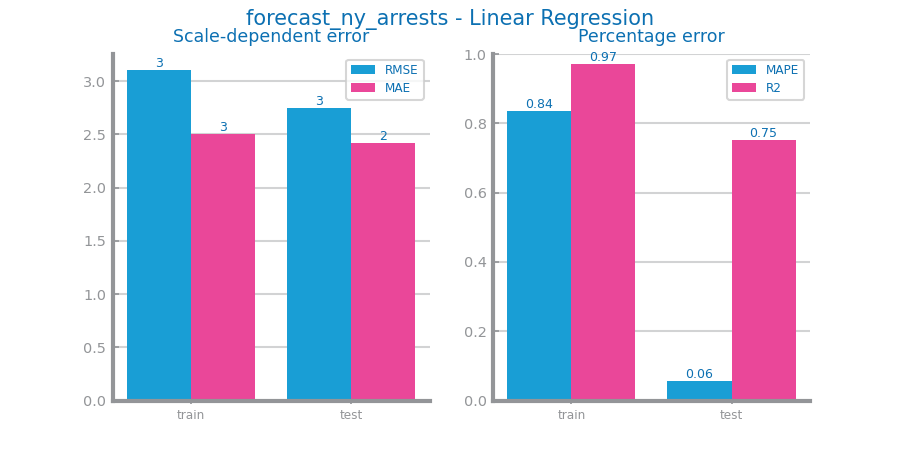 forecast_ny_arrests - Linear Regression
Scale-dependent error
3.0
2.5
2.0
1.5
1.0
0.5
0.0
3
3
3
2
RMSE
MAE
train
test
Percentage error
1.0
0.8
0.6
0.4
0.2
0.0
0.84
0.97
0.06
0.75
MAPE
R2
train
test